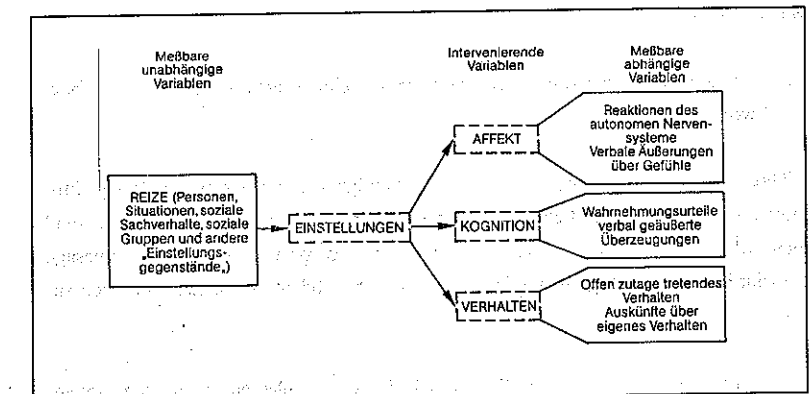 Meßbare
unabhängige
Variablen
Intervenierende
Variablen
Meßbare
abhängige
Variablen
REIZE (Personen,
Situationen, soziale
Sachverhalte, soziale
Gruppen und andere
„Einstellungs-
gegenstände„)
EINSTELLUNGEN
AFFEKT
KOGNITION
VERHALTEN
Reaktionen des
autonomen Nerven-
systeme
Verbale Äußerungen
über Gefühle
Wahrnehmungsurteile
verbal geäußerte
Überzeugungen
Offen zutage tretendes
Verhalten
Auskünfte über
eigenes Verhalten